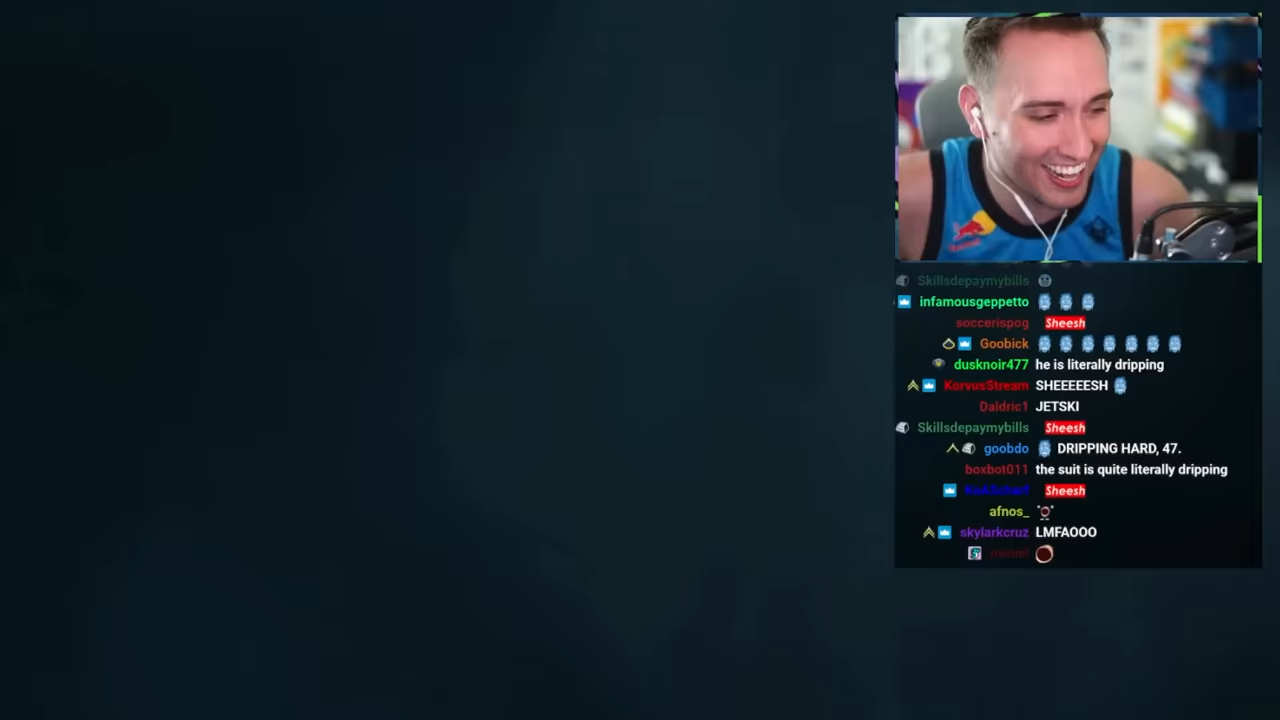 Skillsdepaymybills
infamousgeppetto
soccerispog Sheesh
Goobick
dusknoir477 he is literally dripping
KorvusStream SHEEEEESH
Daldric1 JETSKI
Skillsdepaymybills Sheesh
goobdo DRIPPING HARD, 47.
boxbot011 the suit is quite literally dripping
Sheesh
afnos_
skylarkcruz LMFAOOO